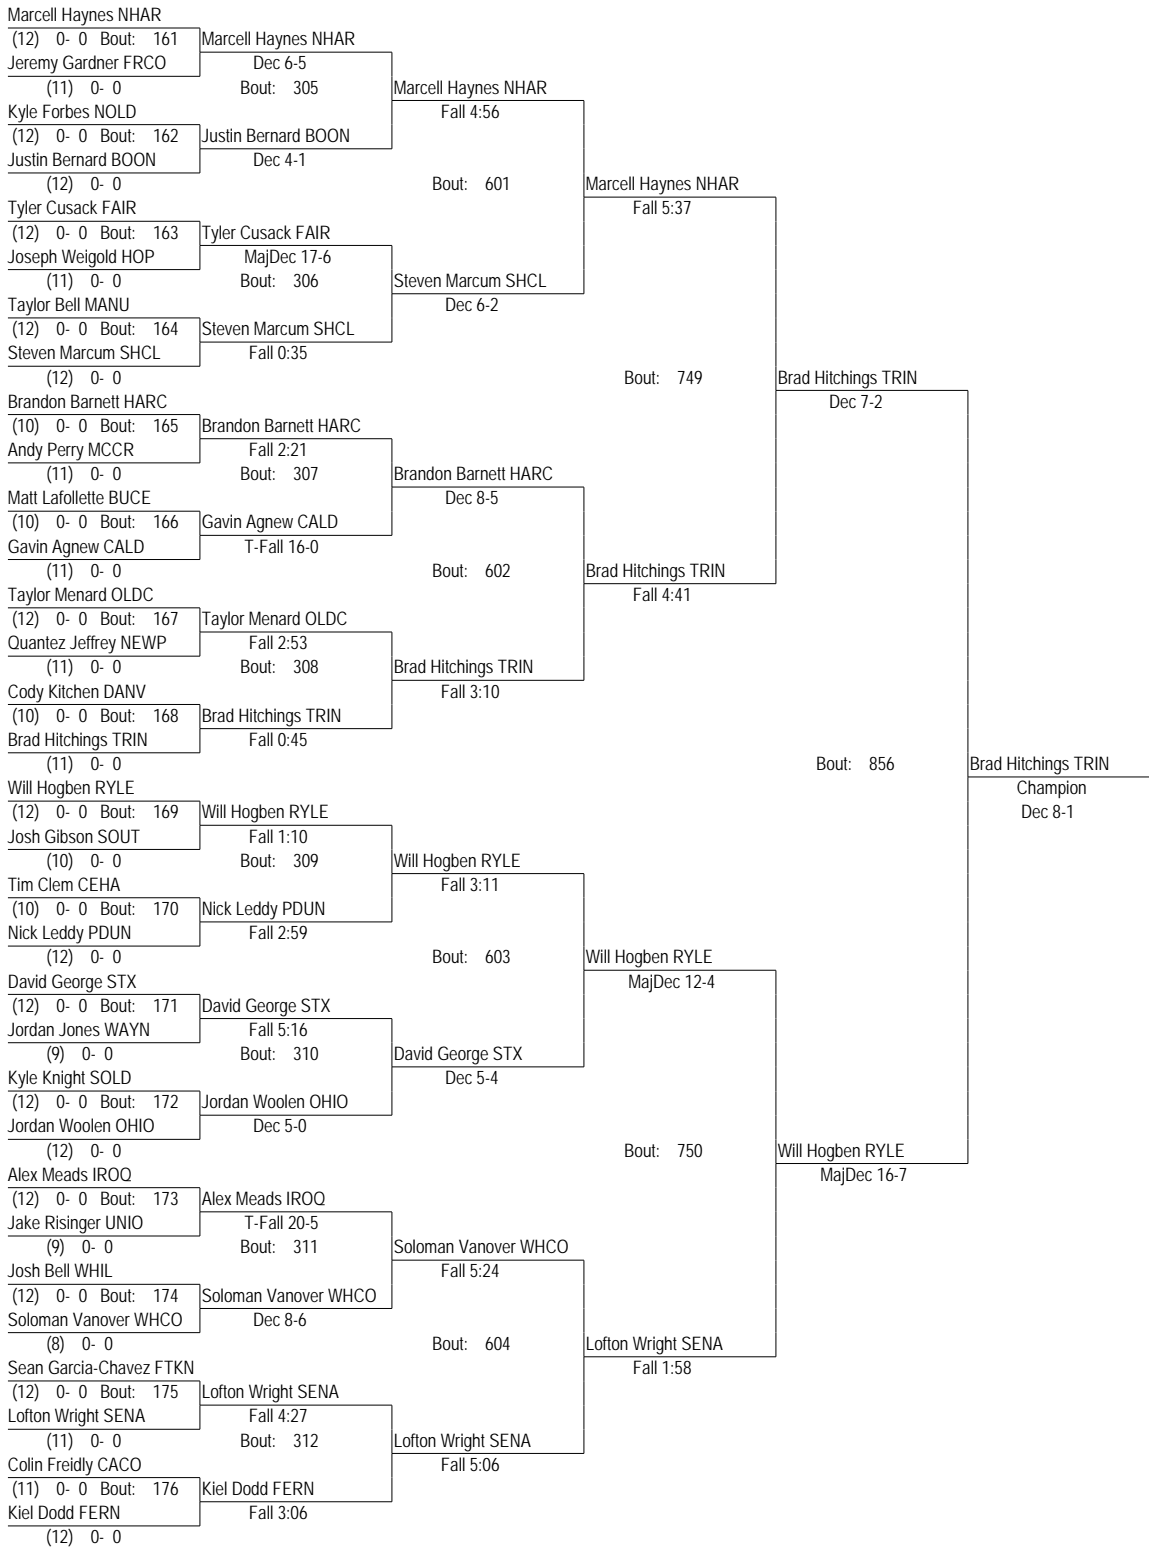 Marcell Haynes NHAR
(12) 0- 0 Bout: 161 Marcell Haynes NHAR
Jeremy Gardner FRCO Dec 6-5
(11) 0- 0 Bout: 305 Marcell Haynes NHAR
Kyle Forbes NOLD Fall 4:56
(12) 0- 0 Bout: 162 Justin Bernard BOON
Justin Bernard BOON Dec 4-1
(12) 0- 0 Bout: 601 Marcell Haynes NHAR
Tyler Cusack FAIR Fall 5:37
(12) 0- 0 Bout: 163 Tyler Cusack FAIR
Joseph Weigold HOP MajDec 17-6
(11) 0- 0 Bout: 306 Steven Marcum SHCL
Taylor Bell MANU Dec 6-2
(12) 0- 0 Bout: 164 Steven Marcum SHCL
Steven Marcum SHCL Fall 0:35
(12) 0- 0 Bout: 749 Brad Hitchings TRIN
Brandon Barnett HARC Dec 7-2
(10) 0- 0 Bout: 165 Brandon Barnett HARC
Andy Perry MCCR Fall 2:21
(11) 0- 0 Bout: 307 Brandon Barnett HARC
Matt Lafollette BUCE Dec 8-5
(10) 0- 0 Bout: 166 Gavin Agnew CALD
Gavin Agnew CALD T-Fall 16-0
(11) 0- 0 Bout: 602 Brad Hitchings TRIN
Taylor Menard OLDC Fall 4:41
(12) 0- 0 Bout: 167 Taylor Menard OLDC
Quantez Jeffrey NEWP Fall 2:53
(11) 0- 0 Bout: 308 Brad Hitchings TRIN
Cody Kitchen DANV Fall 3:10
(10) 0- 0 Bout: 168 Brad Hitchings TRIN
Brad Hitchings TRIN Fall 0:45
(11) 0- 0 Bout: 856 Brad Hitchings TRIN
Will Hogben RYLE Champion
(12) 0- 0 Bout: 169 Will Hogben RYLE Dec 8-1
Josh Gibson SOUT Fall 1:10
(10) 0- 0 Bout: 309 Will Hogben RYLE
Tim Clem CEHA Fall 3:11
(10) 0- 0 Bout: 170 Nick Leddy PDUN
Nick Leddy PDUN Fall 2:59
(12) 0- 0 Bout: 603 Will Hogben RYLE
David George STX MajDec 12-4
(12) 0- 0 Bout: 171 David George STX
Jordan Jones WAYN Fall 5:16
(9) 0- 0 Bout: 310 David George STX
Kyle Knight SOLD Dec 5-4
(12) 0- 0 Bout: 172 Jordan Woolen OHIO
Jordan Woolen OHIO Dec 5-0
(12) 0- 0 Bout: 750 Will Hogben RYLE
Alex Meads IROQ MajDec 16-7
(12) 0- 0 Bout: 173 Alex Meads IROQ
Jake Risinger UNIO T-Fall 20-5
(9) 0- 0 Bout: 311 Soloman Vanover WHCO
Josh Bell WHIL Fall 5:24
(12) 0- 0 Bout: 174 Soloman Vanover WHCO
Soloman Vanover WHCO Dec 8-6
(8) 0- 0 Bout: 604 Lofton Wright SENA
Sean Garcia-Chavez FTKN Fall 1:58
(12) 0- 0 Bout: 175 Lofton Wright SENA
Lofton Wright SENA Fall 4:27
(11) 0- 0 Bout: 312 Lofton Wright SENA
Colin Freidly CACO Fall 5:06
(11) 0- 0 Bout: 176 Kiel Dodd FERN
Kiel Dodd FERN Fall 3:06
(12) 0- 0